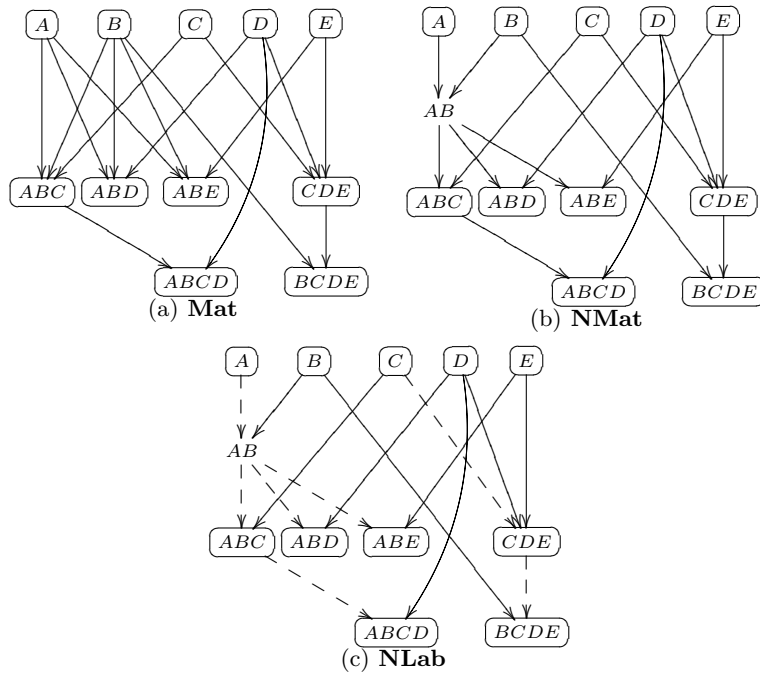 A B C D E
ABC ABD ABE CDE
ABCD BCDE
(a) Mat
A B C D E
AB
ABC ABD ABE CDE
ABCD BCDE
(b) NMat
A B C D E
AB
ABC ABD ABE CDE
ABCD BCDE
(c) NLab